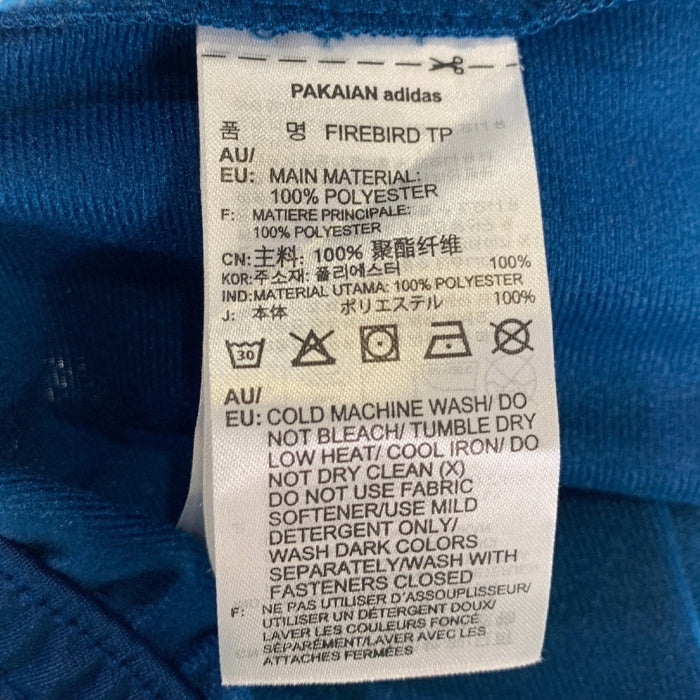 PAKAIAN adidas
품 명 FIREBIRD TP
AU/
EU: MAIN MATERIAL:
100% POLYESTER
F: MATIERE PRINCIPALE:
100% POLYESTER
CN:主料: 100% 聚酯纤维
KOR:주소재: 폴리에스터 100%
IND:MATERIAL UTAMA: 100% POLYESTER
J: 本体 ポリエステル 100%
30
AU/
EU: COLD MACHINE WASH/ DO
NOT BLEACH/ TUMBLE DRY
LOW HEAT/ COOL IRON/ DO
NOT DRY CLEAN (X)
DO NOT USE FABRIC
SOFTENER/USE MILD
DETERGENT ONLY/
WASH DARK COLORS
SEPARATELY/WASH WITH
FASTENERS CLOSED
F: NE PAS UTILISER D'ASSOUPLISSEUR/
UTILISER UN DÉTERGENT DOUX/
LAVER LES COULEURS FONCÉ
SÉPARÉMENT/LAVER AVEC LES
ATTACHES FERMÉES